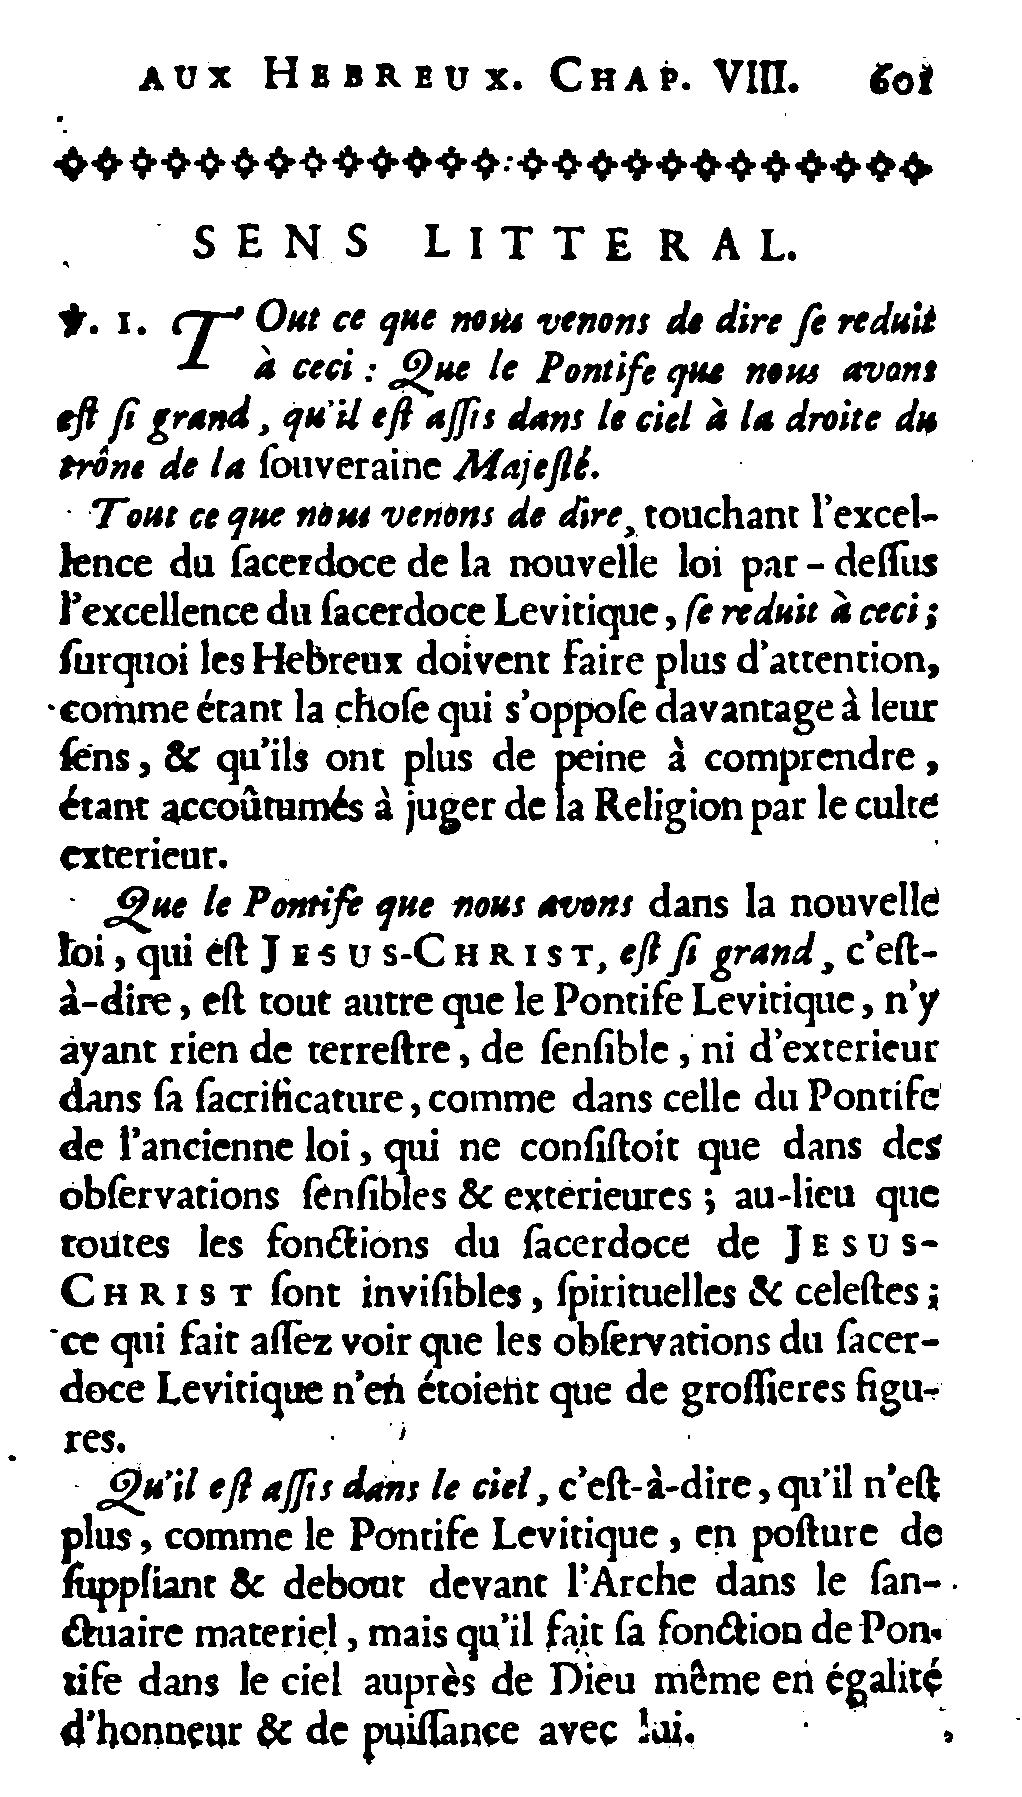 AUX HEBREUX. CHAP. VIII. 601
SENS LITTERAL.
℣. 1. TOut ce que nous venons de dire ſe reduit
à ceci : Que le Pontife que nous avons
eſt ſi grand, qu'il eſt aſſis dans le ciel à la droite du
trône de la ſouveraine Majeſté.
Tout ce que nous venons de dire, touchant l'excel-
lence du ſacerdoce de la nouvelle loi par-deſſus
l'excellence du ſacerdoce Levitique, ſe reduit à ceci ;
ſurquoi les Hebreux doivent faire plus d'attention,
comme étant la choſe qui s'oppoſe davantage à leur
ſens, & qu'ils ont plus de peine à comprendre,
étant accoûtumés à juger de la Religion par le culte
exterieur.
Que le Pontife que nous avons dans la nouvelle
loi, qui eſt JESUS-CHRIST, eſt ſi grand, c'eſt-
à-dire, eſt tout autre que le Pontife Levitique, n'y
ayant rien de terreſtre, de ſenſible, ni d'exterieur
dans ſa ſacrificature, comme dans celle du Pontife
de l'ancienne loi, qui ne conſiſtoit que dans des
obſervations ſenſibles & exterieures ; au-lieu que
toutes les fonctions du ſacerdoce de JESUS-
CHRIST ſont inviſibles, ſpirituelles & celeſtes ;
ce qui fait aſſez voir que les obſervations du ſacer-
doce Levitique n'en étoient que de groſſieres figu-
res.
Qu'il eſt aſſis dans le ciel, c'eſt-à-dire, qu'il n'eſt
plus, comme le Pontife Levitique, en poſture de
ſuppſiant & debout devant l'Arche dans le ſan-
ctuaire materiel, mais qu'il fait ſa fonction de Pon-
tife dans le ciel auprès de Dieu même en égalité
d'honneur & de puiſſance avec lui.